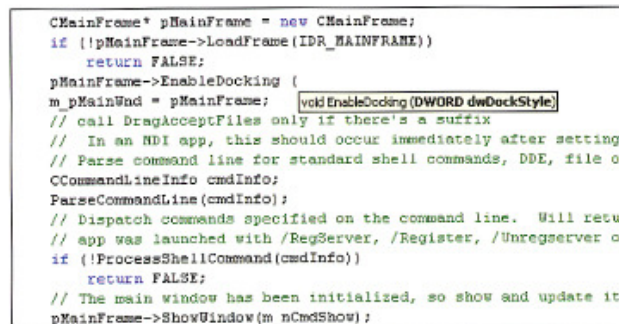 CMainFrame* pMainFrame = new CMainFrame;
if (!pMainFrame->LoadFrame(IDR_MAINFRAME))
return FALSE;
pMainFrame->EnableDocking (
m_pMainWnd = pMainFrame;
void EnableDocking (DWORD dwDockStyle)
// call DragAcceptFiles only if there's a suffix
// In an MDI app, this should occur immediately after setting
// Parse command line for standard shell commands, DDE, file o
CCommandLineInfo cmdInfo;
ParseCommandLine(cmdInfo);
// Dispatch commands specified on the command line. Will retu
// app was launched with /RegServer, /Register, /Unregserver o
if (!ProcessShellCommand(cmdInfo))
return FALSE;
// The main window has been initialized, so show and update it
pMainFrame->ShowWindow(m_nCmdShow);